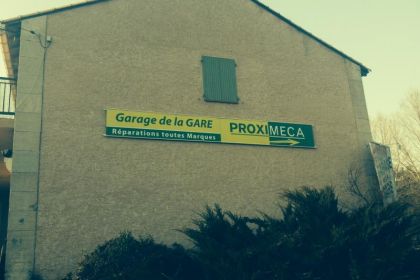 Garage de la GARE
Réparations toutes Marques
PROXIMECA